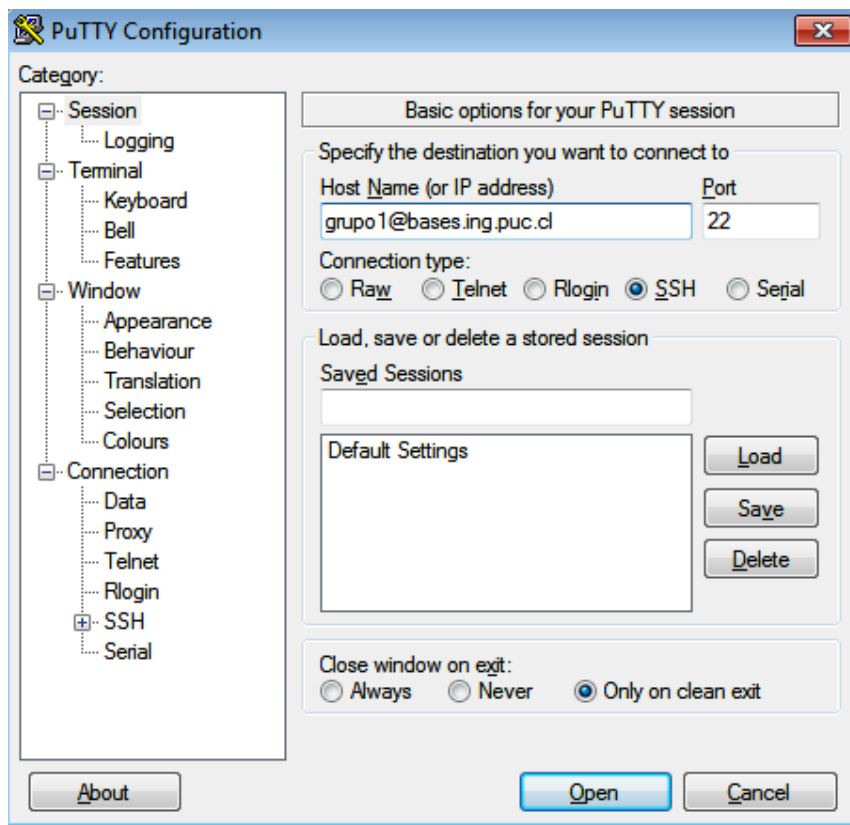 PuTTY Configuration
Category:
Session
Logging
Terminal
Keyboard
Bell
Features
Window
Appearance
Behaviour
Translation
Selection
Colours
Connection
Data
Proxy
Telnet
Rlogin
SSH
Serial
Basic options for your PuTTY session
Specify the destination you want to connect to
Host Name (or IP address) Port
grupo1@bases.ing.puc.cl 22
Connection type:
Raw Telnet Rlogin SSH Serial
Load, save or delete a stored session
Saved Sessions
Default Settings
Load
Save
Delete
Close window on exit:
Always Never Only on clean exit
About Open Cancel